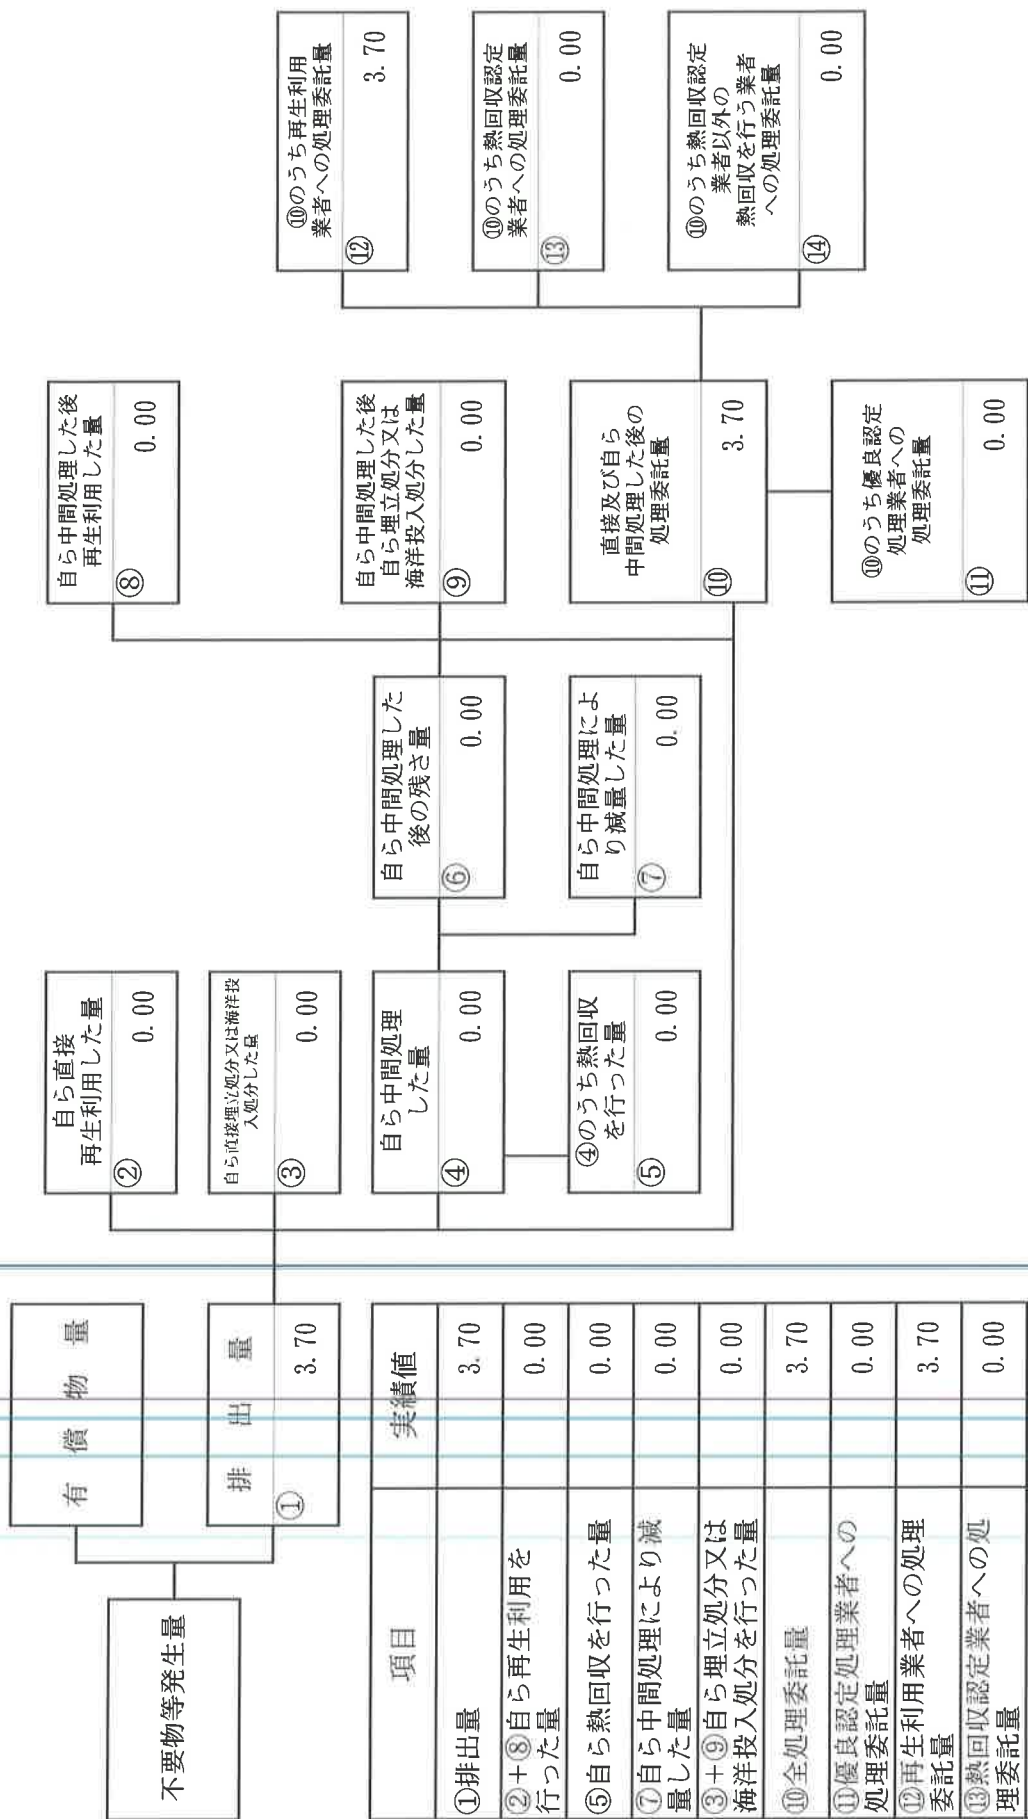 不要物等発生量
有 償 物 量
排 出 量
① 3.70
自ら直接
再生利用した量
② 0.00
自ら直接埋立処分又は海洋投
入処分した量
③ 0.00
自ら中間処理
した量
④ 0.00
④のうち熱回収
を行った量
⑤ 0.00
自ら中間処理した
後の残さ量
⑥ 0.00
自ら中間処理によ
り減量した量
⑦ 0.00
自ら中間処理した後
再生利用した量
⑧ 0.00
自ら中間処理した後
自ら埋立処分又は
海洋投入処分した量
⑨ 0.00
直接及び自ら
中間処理した後の
処理委託量
⑩ 3.70
⑩のうち優良認定
処理業者への
処理委託量
⑪ 0.00
⑩のうち再生利用
業者への処理委託量
⑫ 3.70
⑩のうち熱回収認定
業者への処理委託量
⑬ 0.00
⑩のうち熱回収認定
業者以外の
熱回収を行う業者
への処理委託量
⑭ 0.00
項目 実績値
①排出量 3.70
②+⑧自ら再生利用を
行った量 0.00
⑤自ら熱回収を行った量 0.00
⑦自ら中間処理により減
量した量 0.00
③+⑨自ら埋立処分又は
海洋投入処分を行った量 0.00
⑩全処理委託量 3.70
⑪優良認定処理業者への
処理委託量 0.00
⑫再生利用業者への処理
委託量 3.70
⑬熱回収認定業者への処
理委託量 0.00